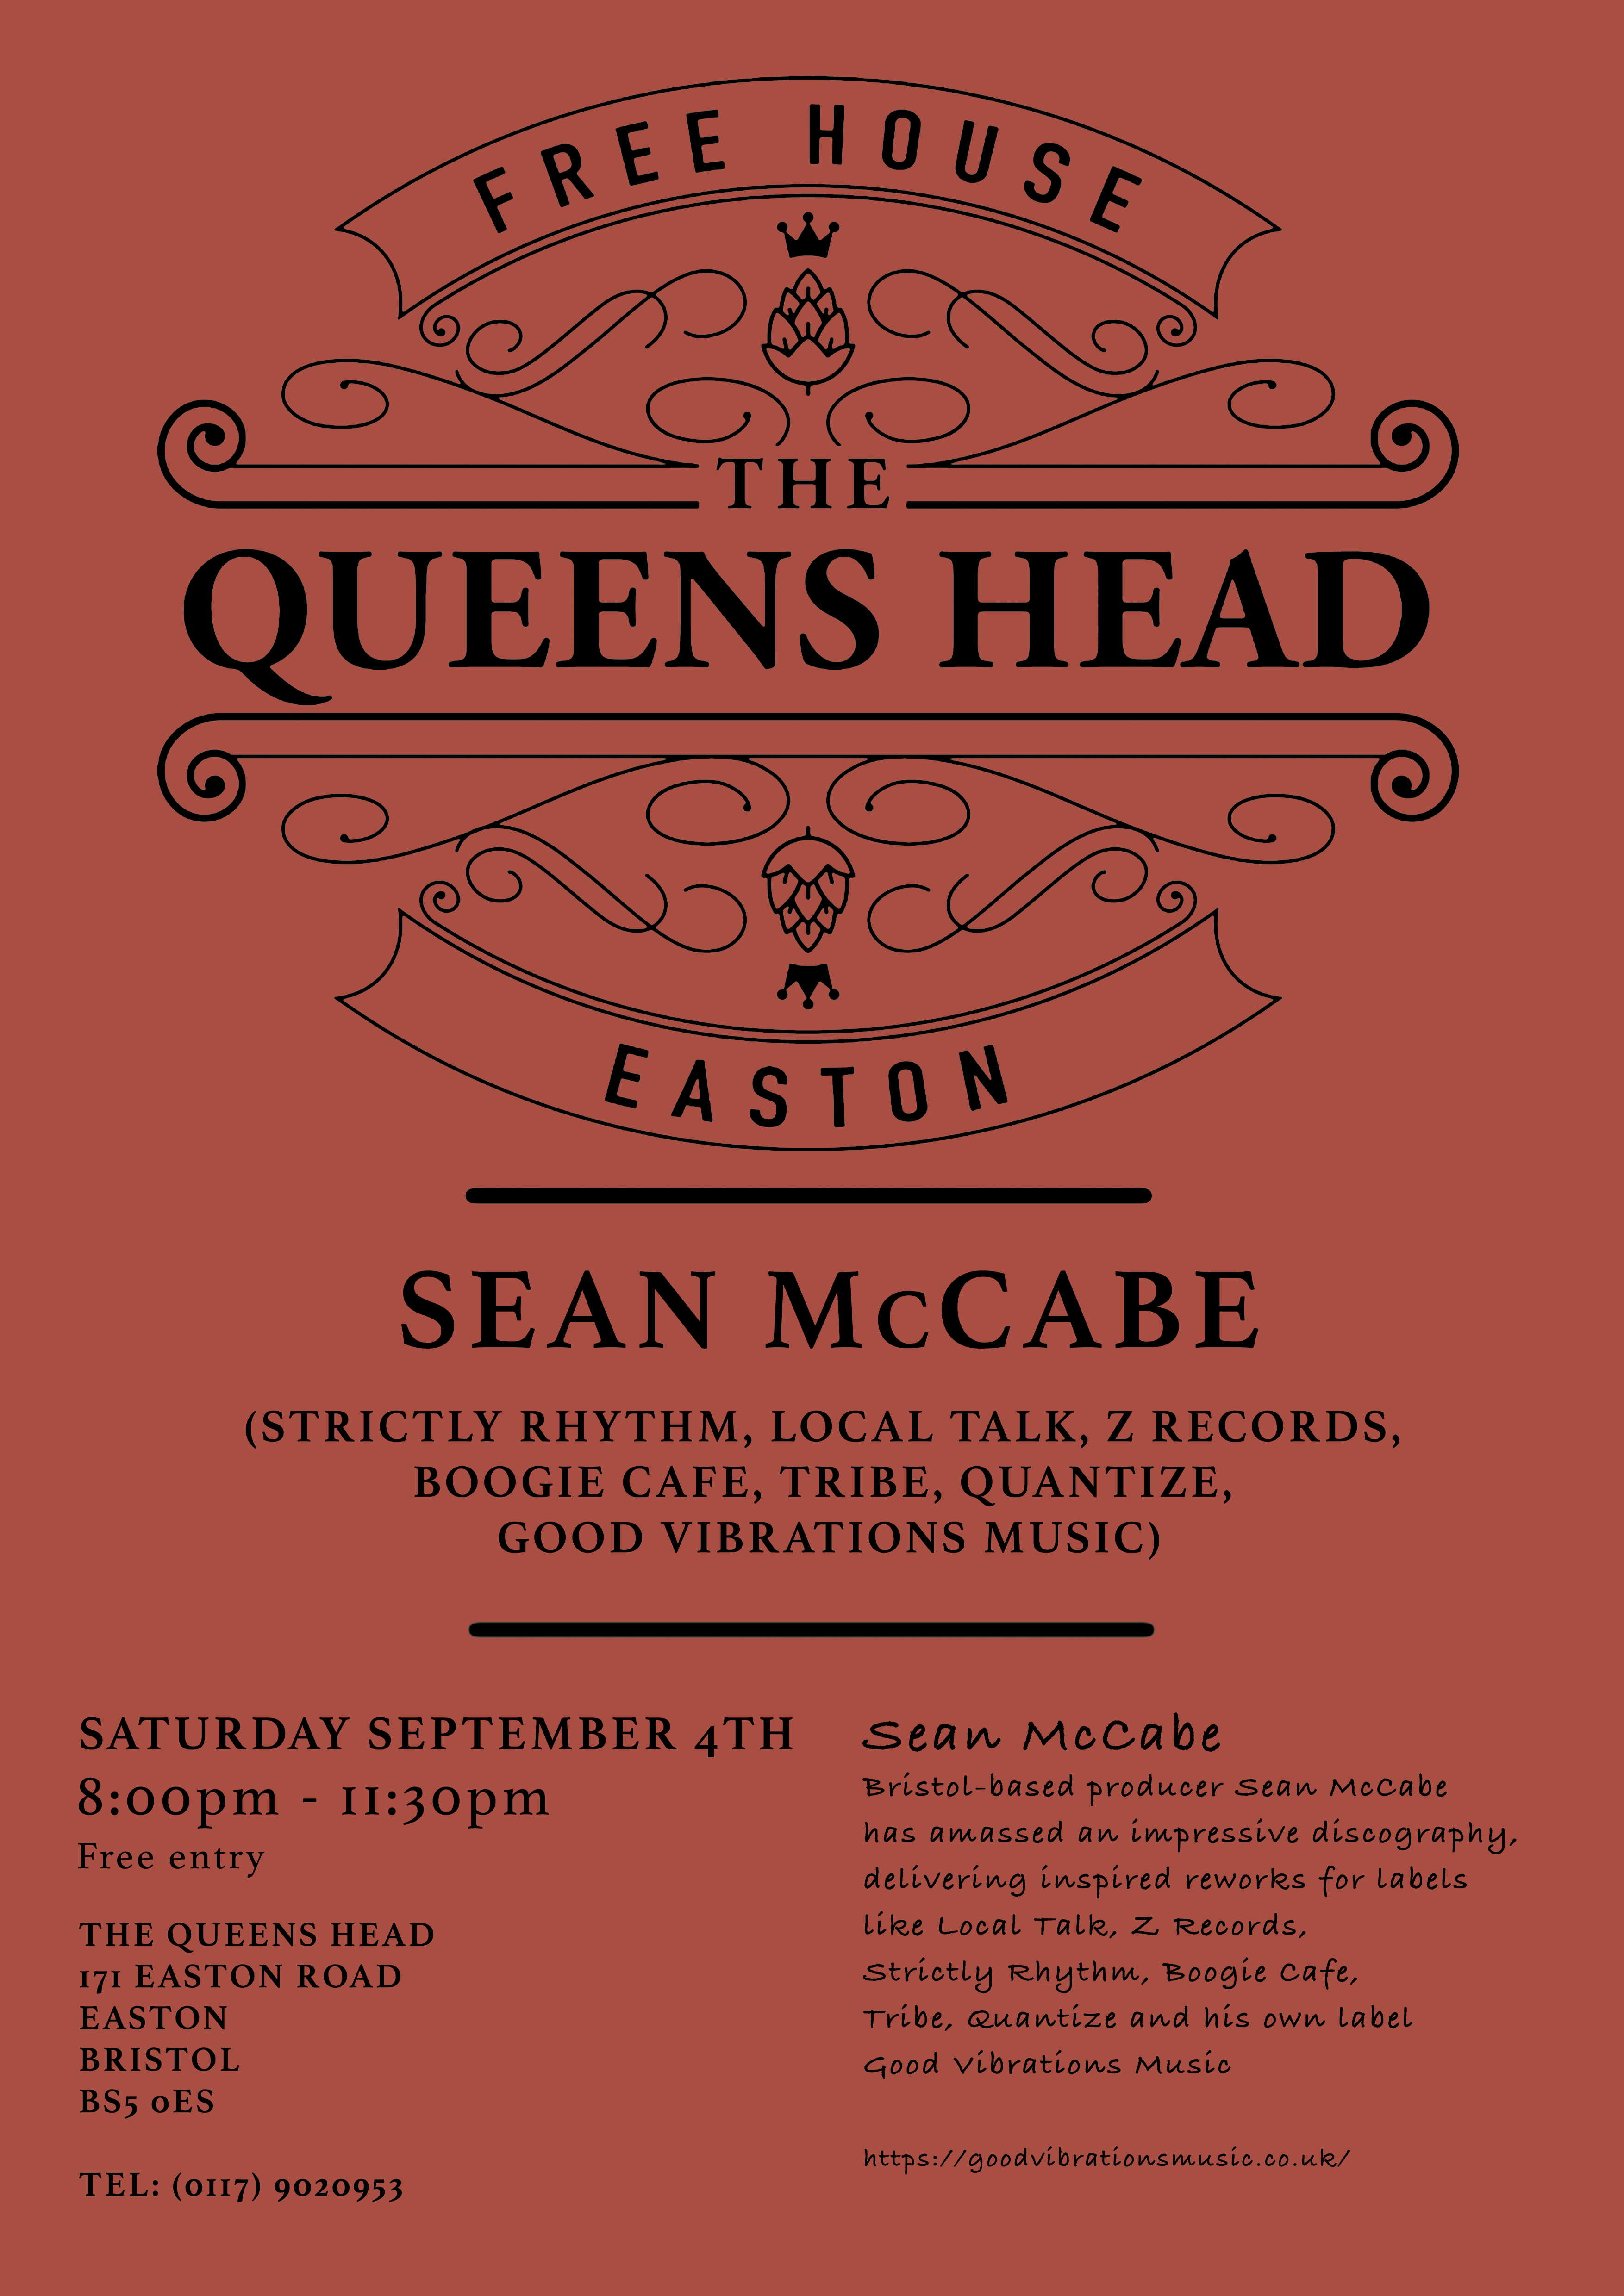 FREE HOUSE
THE
QUEENS HEAD
EASTON
SEAN McCABE
(STRICTLY RHYTHM, LOCAL TALK, Z RECORDS,
BOOGIE CAFE, TRIBE, QUANTIZE,
GOOD VIBRATIONS MUSIC)
SATURDAY SEPTEMBER 4TH
8:00pm - 11:30pm
Free entry
THE QUEENS HEAD
171 EASTON ROAD
EASTON
BRISTOL
BS5 0ES
TEL: (0117) 9020953
Sean McCabe
Bristol-based producer Sean McCabe
has amassed an impressive discography,
delivering inspired reworks for labels
like Local Talk, Z Records,
Strictly Rhythm, Boogie Cafe,
Tribe, Quantize and his own label
Good Vibrations Music
https://goodvibrationsmusic.co.uk/